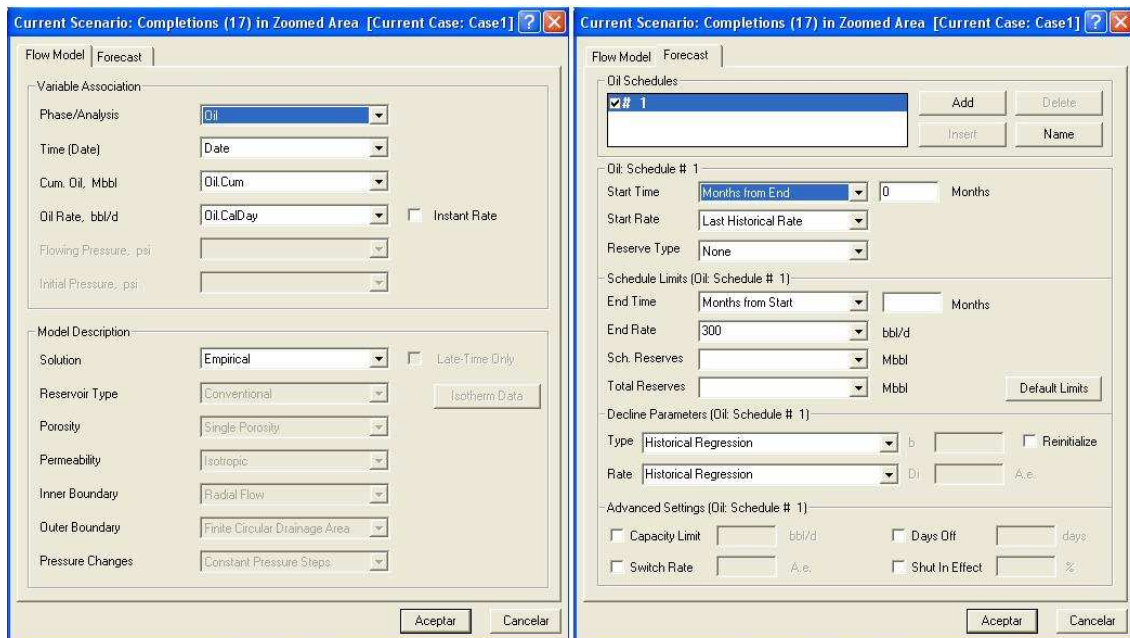 Current Scenario: Completions (17) in Zoomed Area [Current Case: Case1] ?
Flow Model Forecast
Variable Association
Phase/Analysis Oil
Time (Date) Date
Cum. Oil, Mbbl Oil.Cum
Oil Rate, bbl/d Oil.CalDay Instant Rate
Flowing Pressure, psi
Initial Pressure, psi
Model Description
Solution Empirical Late-Time Only
Reservoir Type Conventional Isotherm Data
Porosity Single Porosity
Permeability Isotropic
Inner Boundary Radial Flow
Outer Boundary Finite Circular Drainage Area
Pressure Changes Constant Pressure Steps
Aceptar Cancelar
Current Scenario: Completions (17) in Zoomed Area [Current Case: Case1] ?
Flow Model Forecast
Oil Schedules
# 1 Add Delete
Insert Name
Oil: Schedule # 1
Start Time Months from End 0 Months
Start Rate Last Historical Rate
Reserve Type None
Schedule Limits (Oil: Schedule # 1)
End Time Months from Start Months
End Rate 300 bbl/d
Sch. Reserves Mbbl
Total Reserves Mbbl Default Limits
Decline Parameters (Oil: Schedule # 1)
Type Historical Regression b Reinitialize
Rate Historical Regression Di A.e.
Advanced Settings (Oil: Schedule # 1)
Capacity Limit bbl/d Days Off days
Switch Rate A.e. Shut In Effect %
Aceptar Cancelar